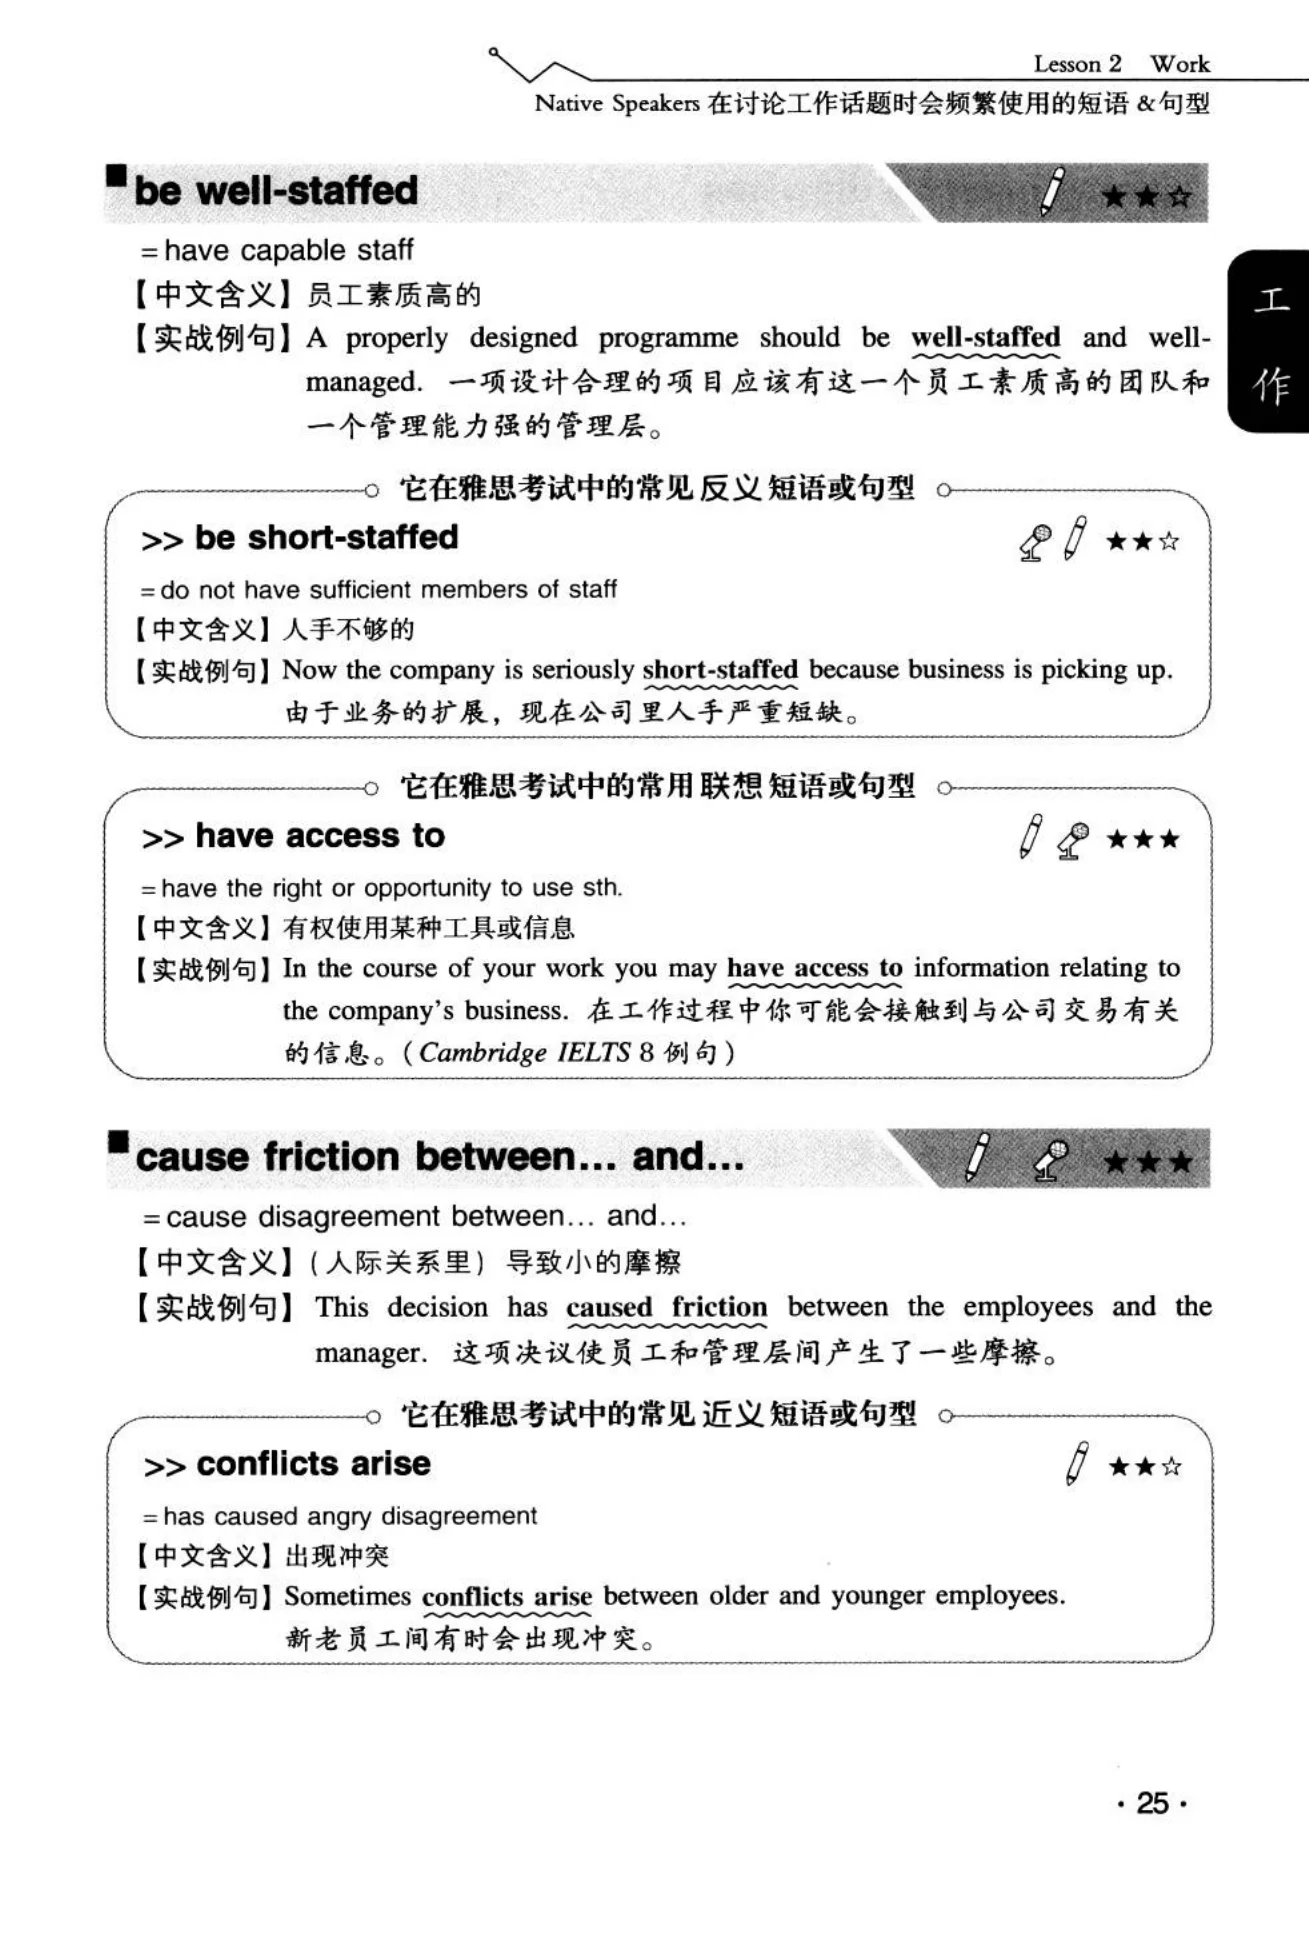 Lesson 2 Work
Native Speakers 在讨论工作话题时会频繁使用的短语 & 句型
■ be well-staffed ★★☆
= have capable staff
【中文含义】员工素质高的
【实战例句】A properly designed programme should be well-staffed and well-
managed. 一项设计合理的项目应该有这一个员工素质高的团队和
一个管理能力强的管理层。
工
作
它在雅思考试中的常见反义短语或句型
>> be short-staffed ★★☆
= do not have sufficient members of staff
【中文含义】人手不够的
【实战例句】Now the company is seriously short-staffed because business is picking up.
由于业务的扩展，现在公司里人手严重短缺。
它在雅思考试中的常用联想短语或句型
>> have access to ★★★
= have the right or opportunity to use sth.
【中文含义】有权使用某种工具或信息
【实战例句】In the course of your work you may have access to information relating to
the company's business. 在工作过程中你可能会接触到与公司交易有关
的信息。(Cambridge IELTS 8 例句)
■ cause friction between... and... ★★★
= cause disagreement between... and...
【中文含义】(人际关系里) 导致小的摩擦
【实战例句】This decision has caused friction between the employees and the
manager. 这项决议使员工和管理层间产生了一些摩擦。
它在雅思考试中的常见近义短语或句型
>> conflicts arise ★★☆
= has caused angry disagreement
【中文含义】出现冲突
【实战例句】Sometimes conflicts arise between older and younger employees.
新老员工间有时会出现冲突。
· 25 ·